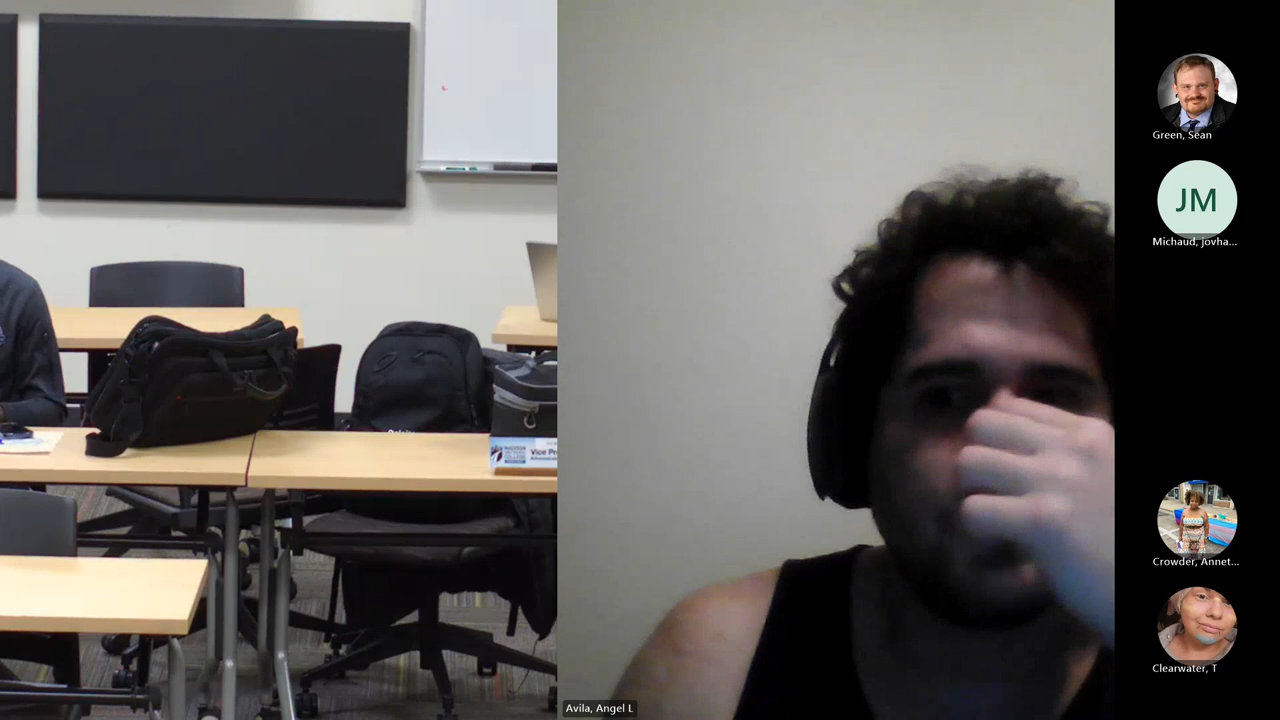 Vice Pr
Avila, Angel L
Green, Sean
JM
Michaud, jovha...
Crowder, Annet...
Clearwater, T